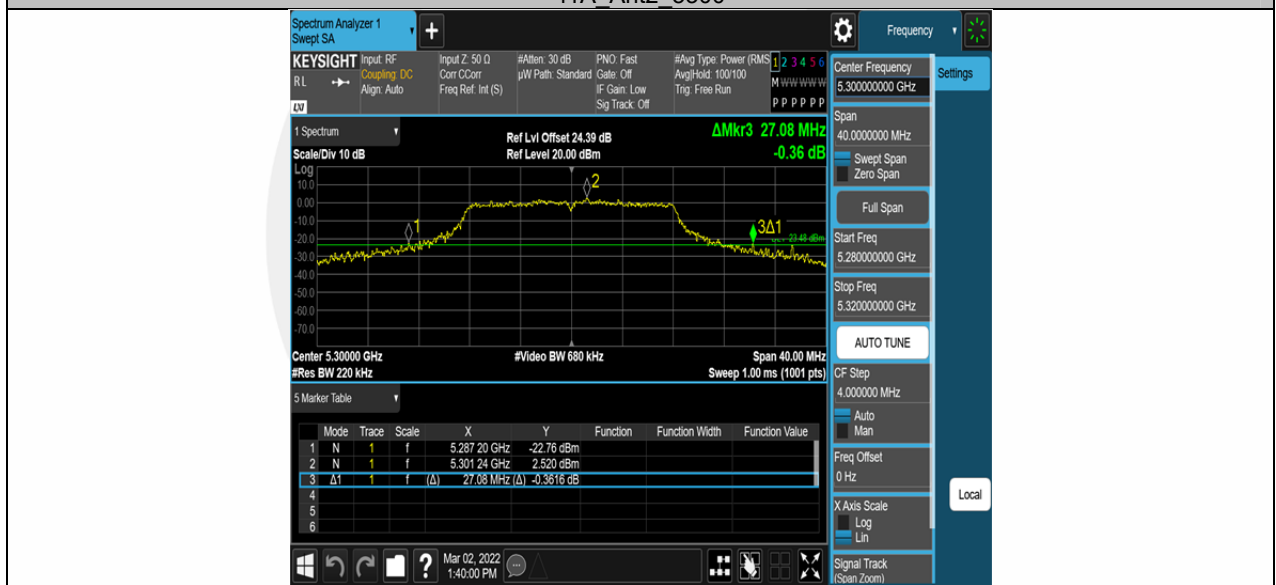 Spectrum Analyzer 1
Swept SA
+
Frequency
KEYSIGHT
RL
LXI
Input: RF
Coupling: DC
Align: Auto
Input Z: 50 Ω
Corr CCorr
Freq Ref: Int (S)
#Atten: 30 dB
µW Path: Standard
PNO: Fast
Gate: Off
IF Gain: Low
Sig Track: Off
#Avg Type: Power (RMS
Avg|Hold: 100/100
Trig: Free Run
1 2 3 4 5 6
M W W W W W
P P P P P P
1 Spectrum
Scale/Div 10 dB
Ref Lvl Offset 24.39 dB
Ref Level 20.00 dBm
ΔMkr3 27.08 MHz
-0.36 dB
Log
10.0
0.00
-10.0
-20.0
-30.0
-40.0
-50.0
-60.0
-70.0
1
2
3Δ1
23.48 dBm
Center 5.30000 GHz
#Res BW 220 kHz
#Video BW 680 kHz
Span 40.00 MHz
Sweep 1.00 ms (1001 pts)
5 Marker Table
Mode Trace Scale X Y Function Function Width Function Value
1 N 1 f 5.287 20 GHz -22.76 dBm
2 N 1 f 5.301 24 GHz 2.520 dBm
3 Δ1 1 f (Δ) 27.08 MHz (Δ) -0.3616 dB
4
5
6
?
Mar 02, 2022
1:40:00 PM
Center Frequency
5.300000000 GHz
Span
40.0000000 MHz
Swept Span
Zero Span
Full Span
Start Freq
5.280000000 GHz
Stop Freq
5.320000000 GHz
AUTO TUNE
CF Step
4.000000 MHz
Auto
Man
Freq Offset
0 Hz
X Axis Scale
Log
Lin
Signal Track
(Span Zoom)
Settings
Local